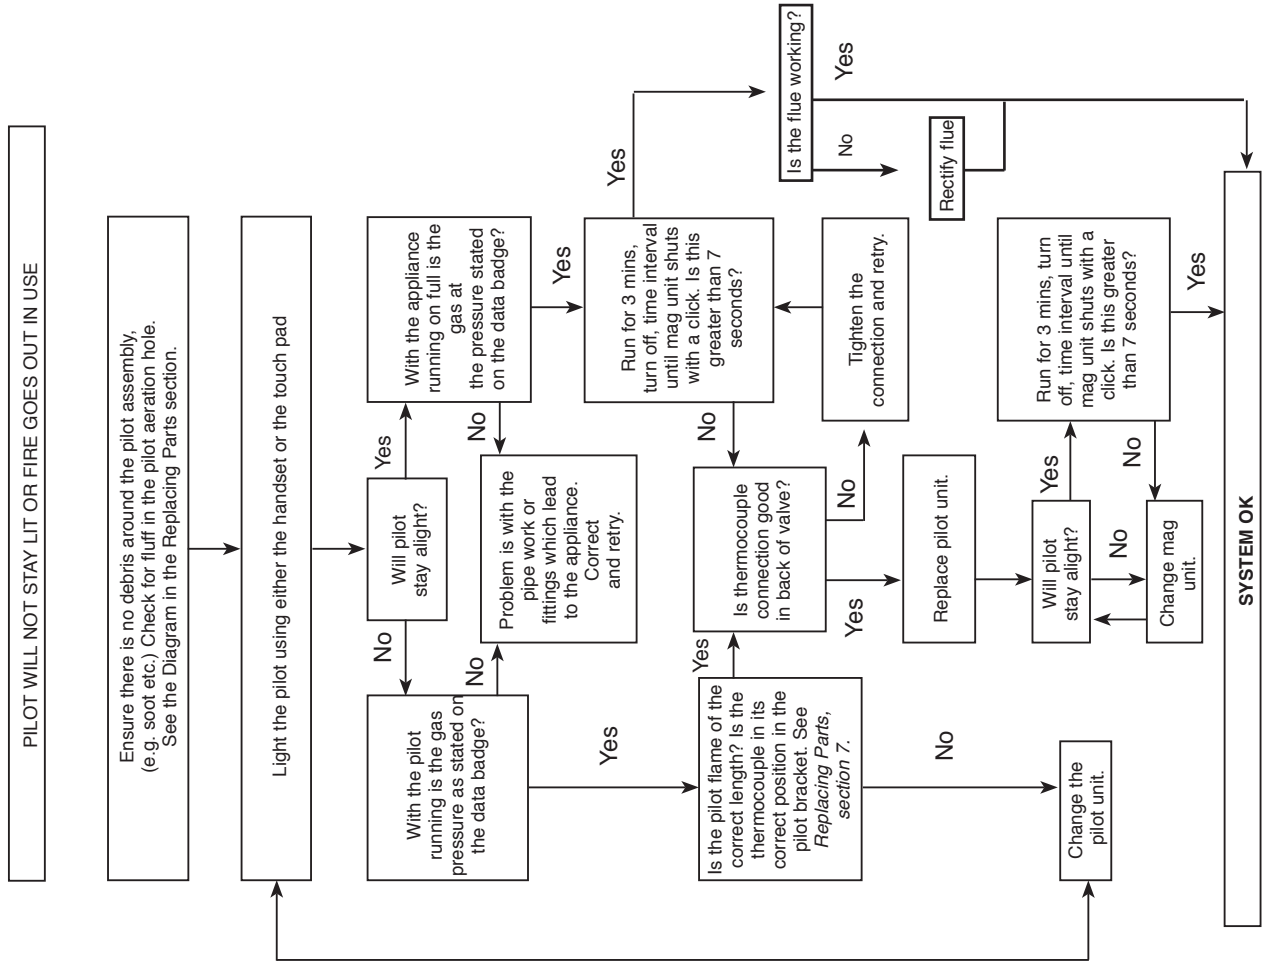 PILOT WILL NOT STAY LIT OR FIRE GOES OUT IN USE
Ensure there is no debris around the pilot assembly,
(e.g. soot etc.) Check for fluff in the pilot aeration hole.
See the Diagram in the Replacing Parts section.
Light the pilot using either the handset or the touch pad
Will pilot
stay alight?
No
Yes
With the pilot
running is the gas
pressure as stated on
the data badge?
No
Yes
With the appliance
running on full is the
gas at
the pressure stated
on the data badge?
No
Yes
Problem is with the
pipe work or
fittings which lead
to the appliance.
Correct
and retry.
Run for 3 mins,
turn off, time interval
until mag unit shuts
with a click. Is this
greater than 7
seconds?
No
Yes
Is the pilot flame of the
correct length? Is the
thermocouple in its
correct position in the
pilot bracket. See
Replacing Parts,
section 7.
Yes
No
Is thermocouple
connection good
in back of valve?
Yes
No
Tighten the
connection and retry.
Is the flue working?
No
Yes
Rectify flue
Replace pilot unit.
Will pilot
stay alight?
Yes
No
Run for 3 mins, turn
off, time interval until
mag unit shuts with a
click. Is this greater
than 7 seconds?
No
Yes
Change mag
unit.
Change the
pilot unit.
SYSTEM OK